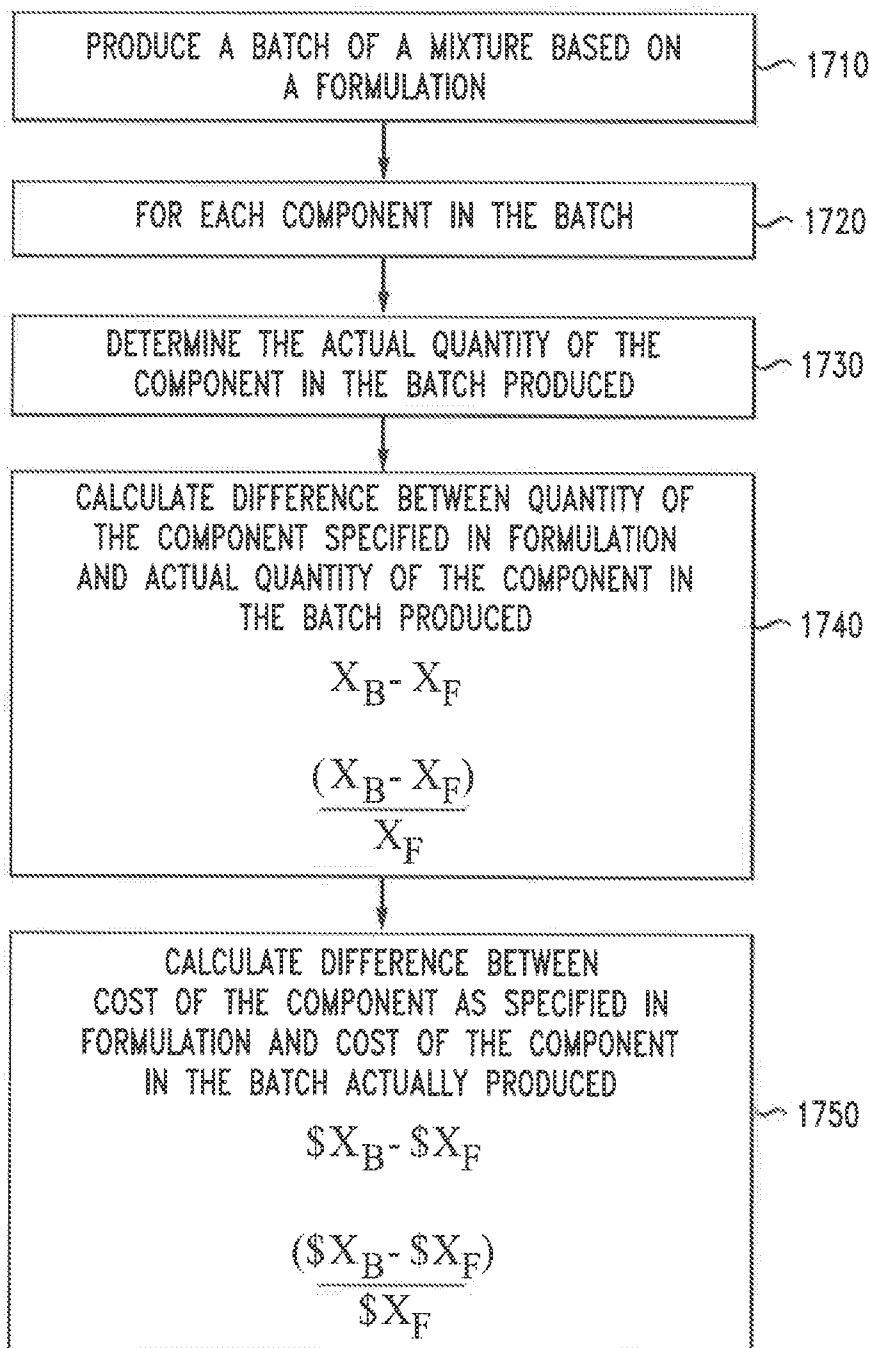 PRODUCE A BATCH OF A MIXTURE BASED ON
A FORMULATION
1710
FOR EACH COMPONENT IN THE BATCH
1720
DETERMINE THE ACTUAL QUANTITY OF THE
COMPONENT IN THE BATCH PRODUCED
1730
CALCULATE DIFFERENCE BETWEEN QUANTITY OF
THE COMPONENT SPECIFIED IN FORMULATION
AND ACTUAL QUANTITY OF THE COMPONENT IN
THE BATCH PRODUCED
1740
X_B - X_F
(X_B - X_F)
X_F
CALCULATE DIFFERENCE BETWEEN
COST OF THE COMPONENT AS SPECIFIED IN
FORMULATION AND COST OF THE COMPONENT
IN THE BATCH ACTUALLY PRODUCED
1750
$X_B - $X_F
($X_B - $X_F)
$X_F